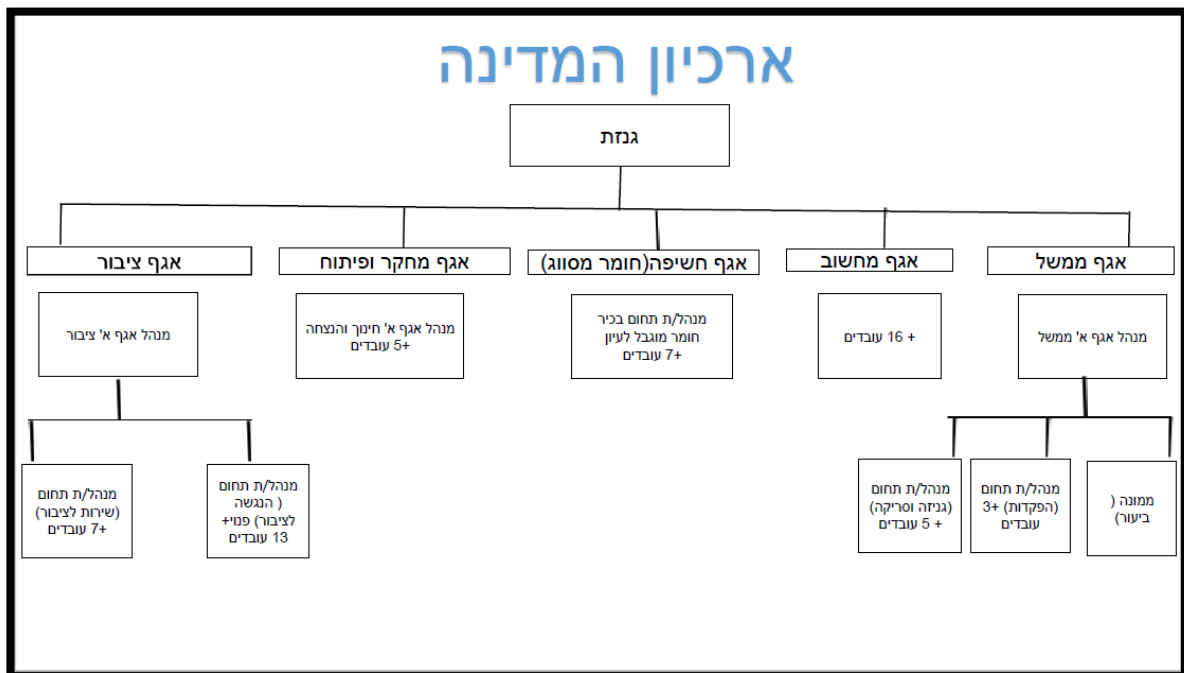 ארכיון המדינה
גנזת
אגף ממשל
אגף מחשוב
אגף חשיפה(חומר מסווג)
אגף מחקר ופיתוח
אגף ציבור
מנהל אגף א' ממשל
+ 16 עובדים
מנהל/ת תחום בכיר
חומר מוגבל לעיון
+7 עובדים
מנהל אגף א' חינוך והנצחה
+5 עובדים
מנהל אגף א' ציבור
ממונה (
ביעור)
מנהל/ת תחום
(הפקדות) +3
עובדים
מנהל/ת תחום
(גניזה וסריקה)
+ 5 עובדים
מנהל/ת תחום
( הנגשה
לציבור) פנוי+
13 עובדים
מנהל/ת תחום
(שירות לציבור)
+7 עובדים